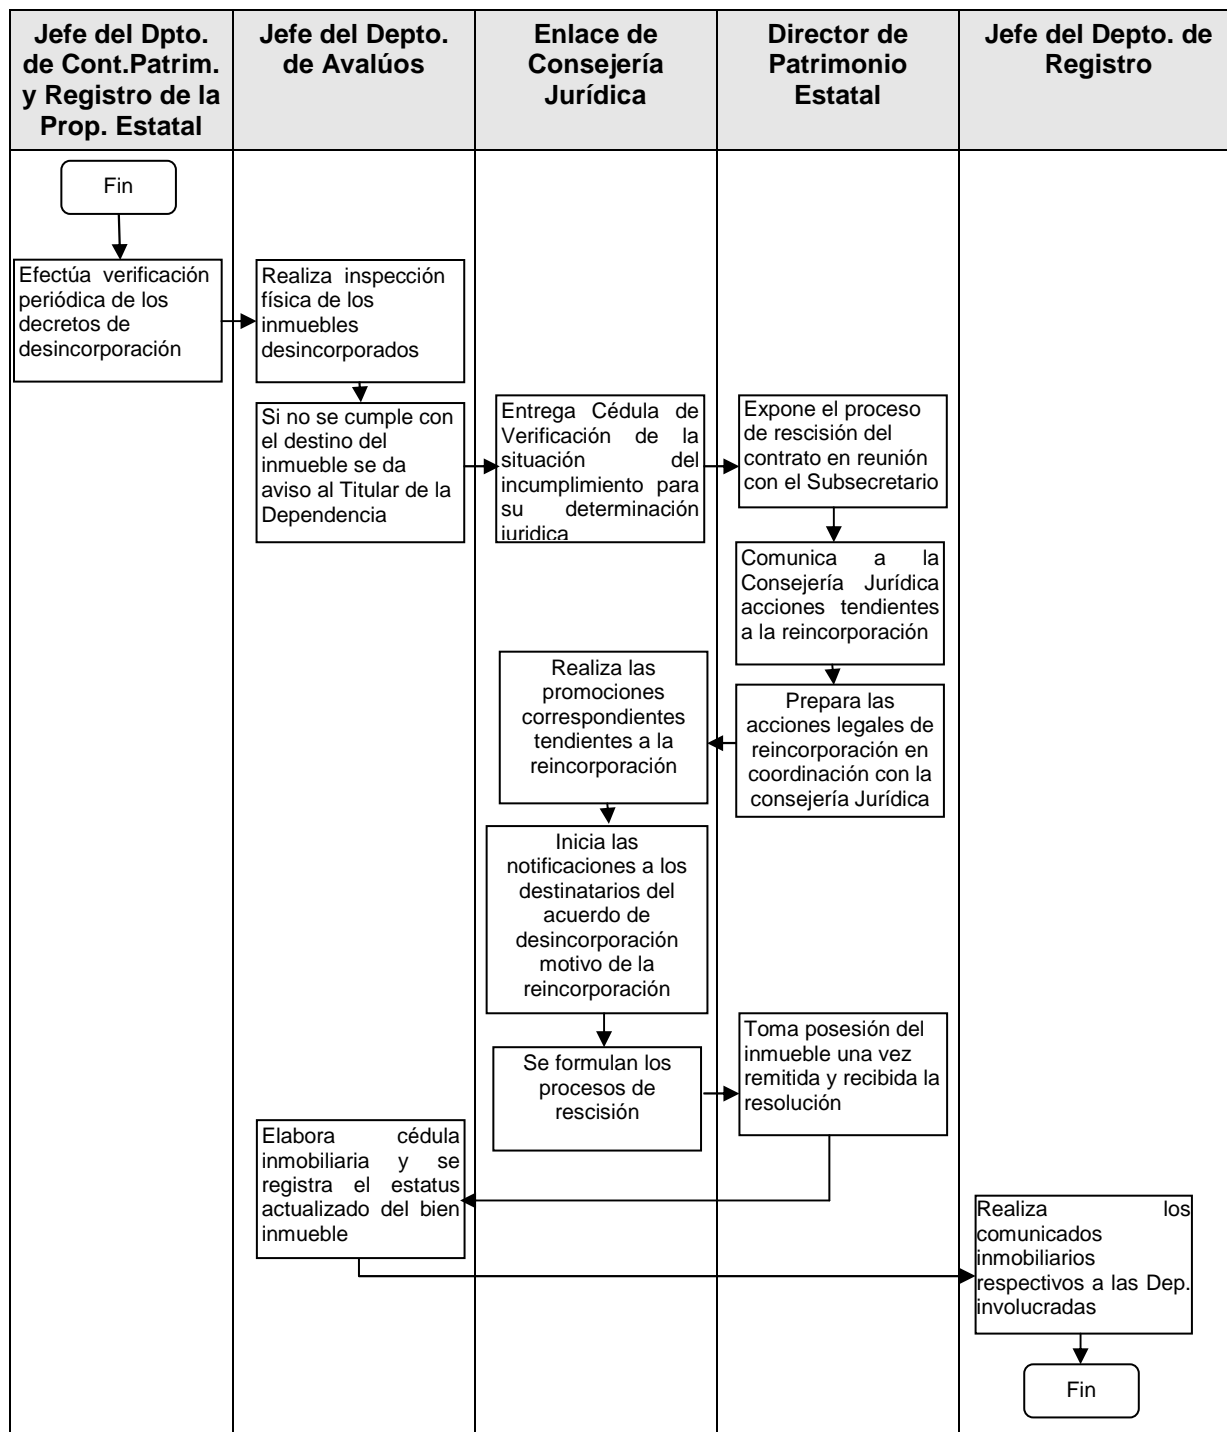 Jefe del Dpto.
de Cont.Patrim.
y Registro de la
Prop. Estatal
Jefe del Depto.
de Avalúos
Enlace de
Consejería
Jurídica
Director de
Patrimonio
Estatal
Jefe del Depto. de
Registro
Fin
Efectúa verificación
periódica de los
decretos de
desincorporación
Realiza inspección
física de los
inmuebles
desincorporados
Si no se cumple con
el destino del
inmueble se da
aviso al Titular de la
Dependencia
Entrega Cédula de
Verificación de la
situación del
incumplimiento para
su determinación
juridica
Expone el proceso
de rescisión del
contrato en reunión
con el Subsecretario
Comunica a la
Consejería Jurídica
acciones tendientes
a la reincorporación
Prepara las
acciones legales de
reincorporación en
coordinación con la
consejería Jurídica
Realiza las
promociones
correspondientes
tendientes a la
reincorporación
Inicia las
notificaciones a los
destinatarios del
acuerdo de
desincorporación
motivo de la
reincorporación
Se formulan los
procesos de
rescisión
Toma posesión del
inmueble una vez
remitida y recibida la
resolución
Elabora cédula
inmobiliaria y se
registra el estatus
actualizado del bien
inmueble
Realiza los
comunicados
inmobiliarios
respectivos a las Dep.
involucradas
Fin